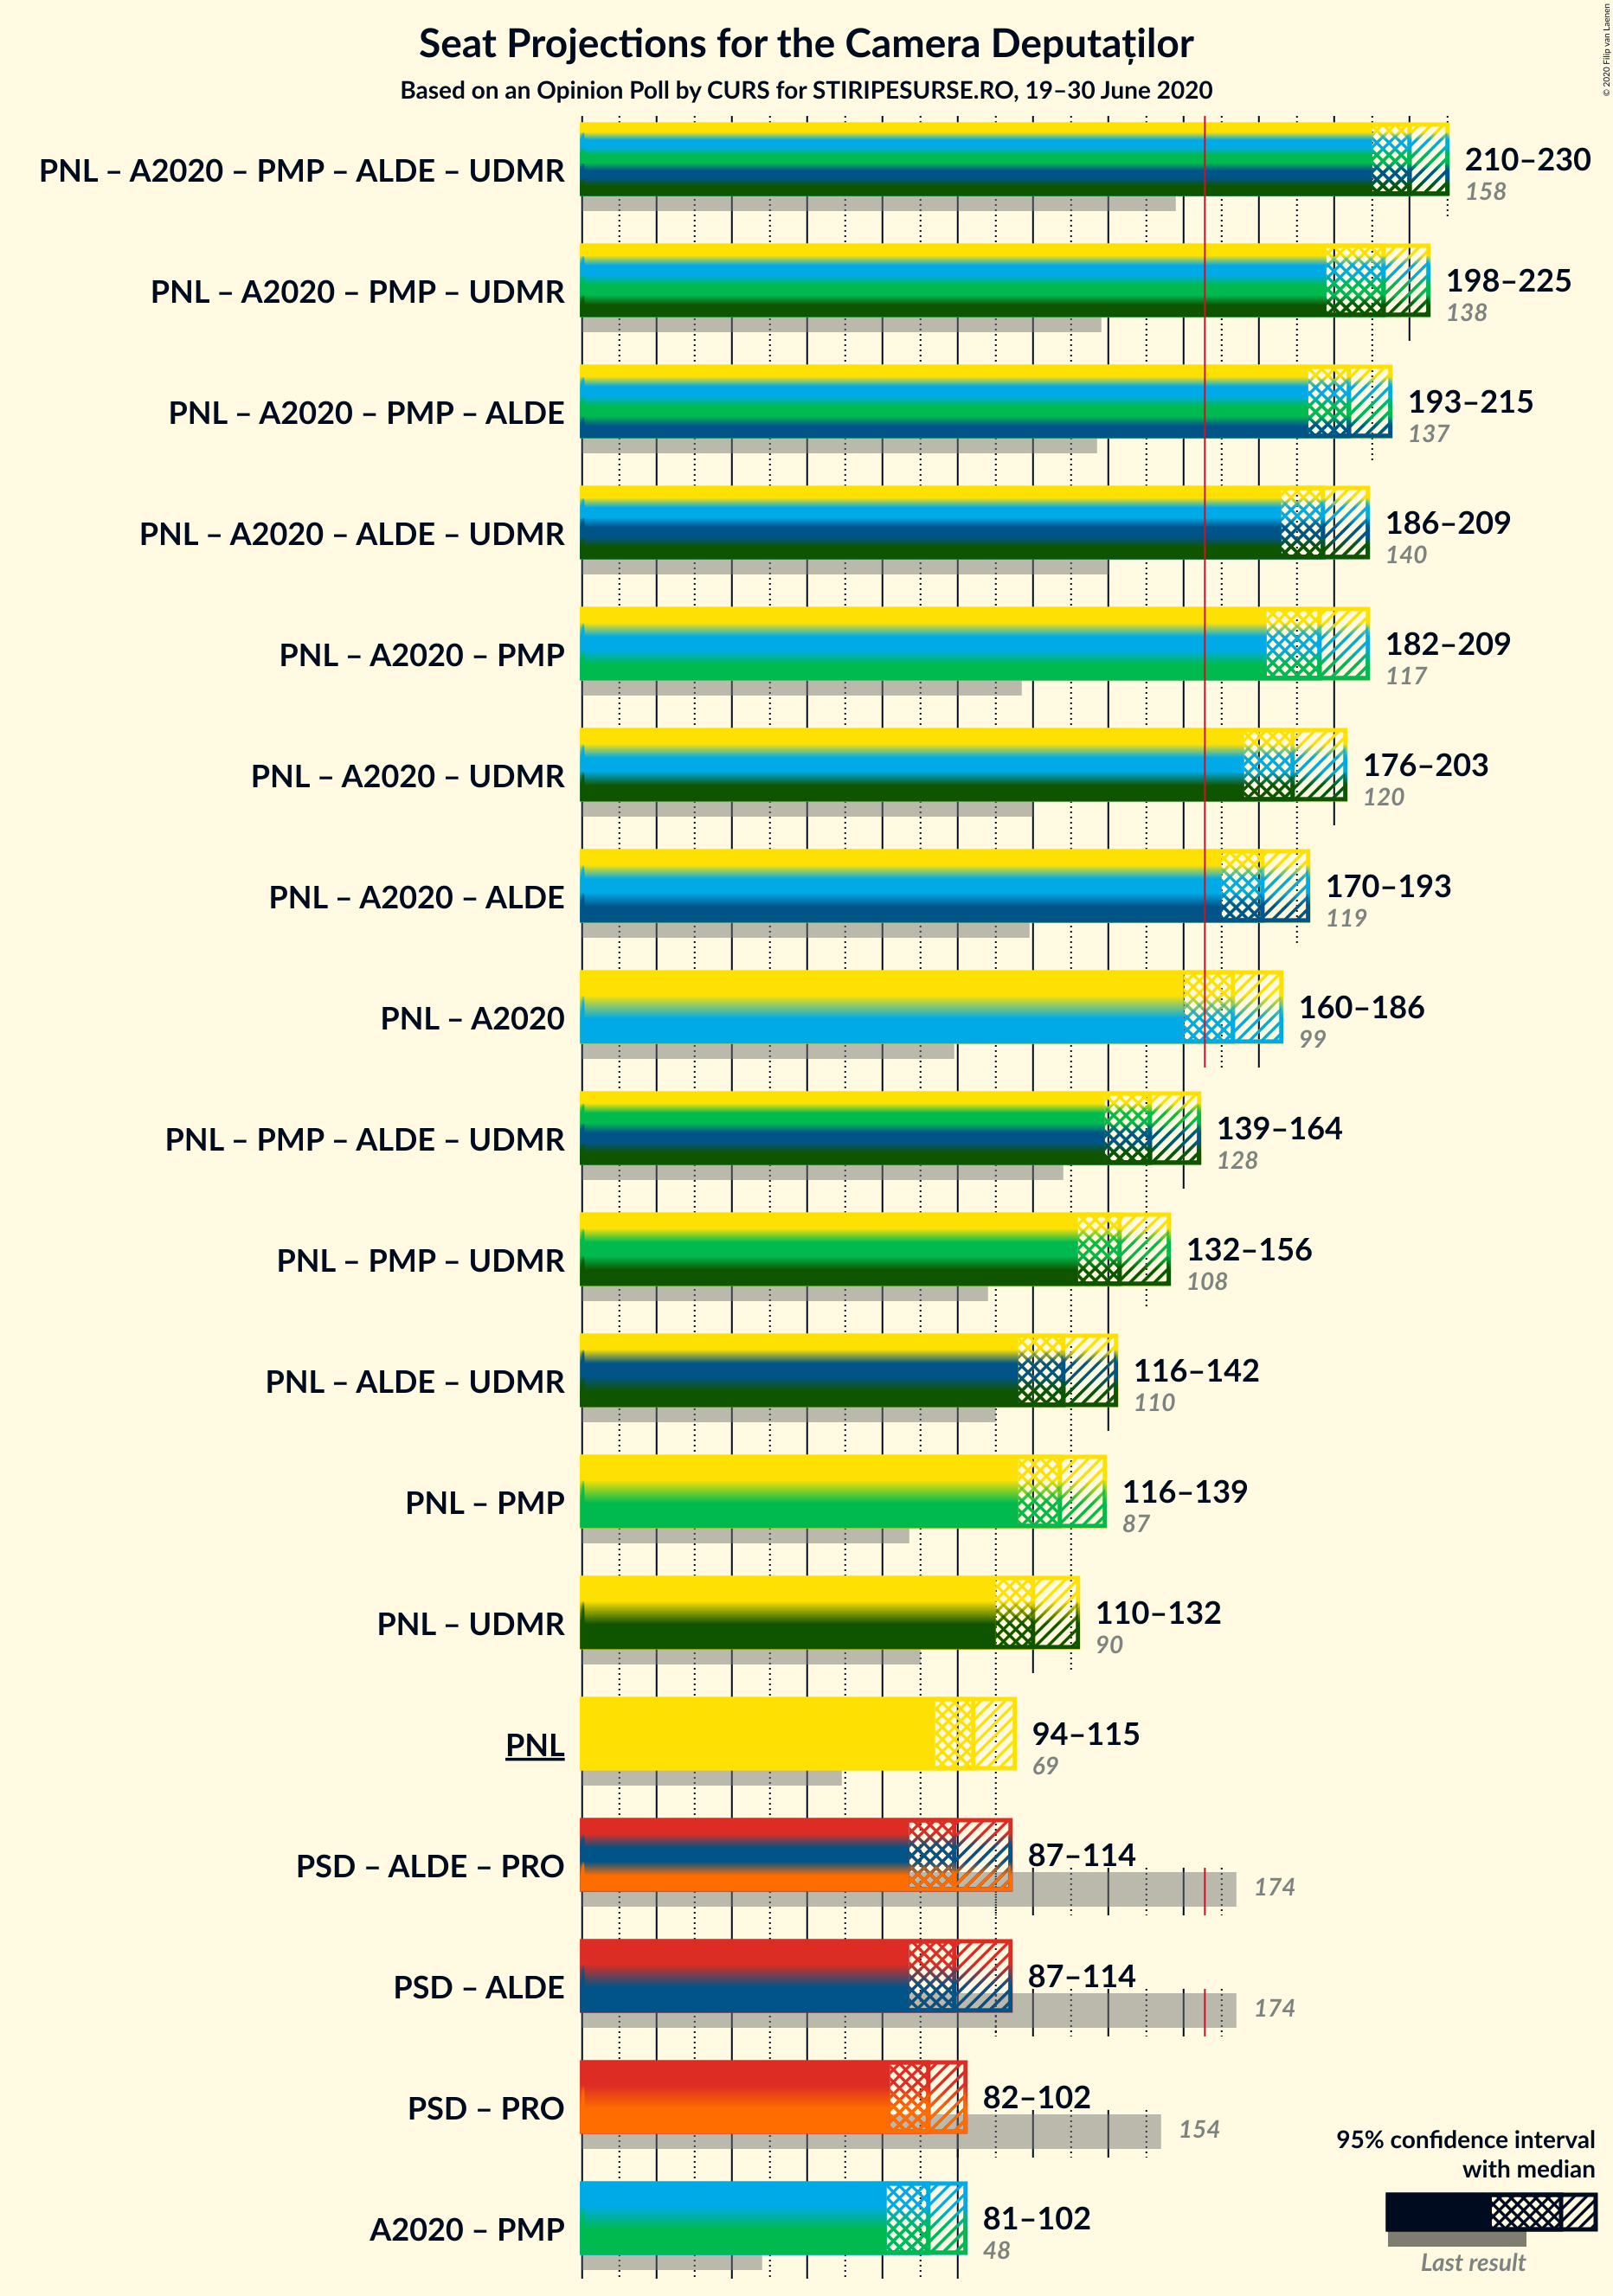 Seat Projections for the Camera Deputaților
Based on an Opinion Poll by CURS for STIRIPESURSE.RO, 19–30 June 2020
© 2020 Filip van Laenen
PNL – A2020 – PMP – ALDE – UDMR
210–230
158
PNL – A2020 – PMP – UDMR
198–225
138
PNL – A2020 – PMP – ALDE
193–215
137
PNL – A2020 – ALDE – UDMR
186–209
140
PNL – A2020 – PMP
182–209
117
PNL – A2020 – UDMR
176–203
120
PNL – A2020 – ALDE
170–193
119
PNL – A2020
160–186
99
PNL – PMP – ALDE – UDMR
139–164
128
PNL – PMP – UDMR
132–156
108
PNL – ALDE – UDMR
116–142
110
PNL – PMP
116–139
87
PNL – UDMR
110–132
90
PNL
94–115
69
PSD – ALDE – PRO
87–114
174
PSD – ALDE
87–114
174
PSD – PRO
82–102
154
A2020 – PMP
81–102
48
95% confidence interval
with median
Last result